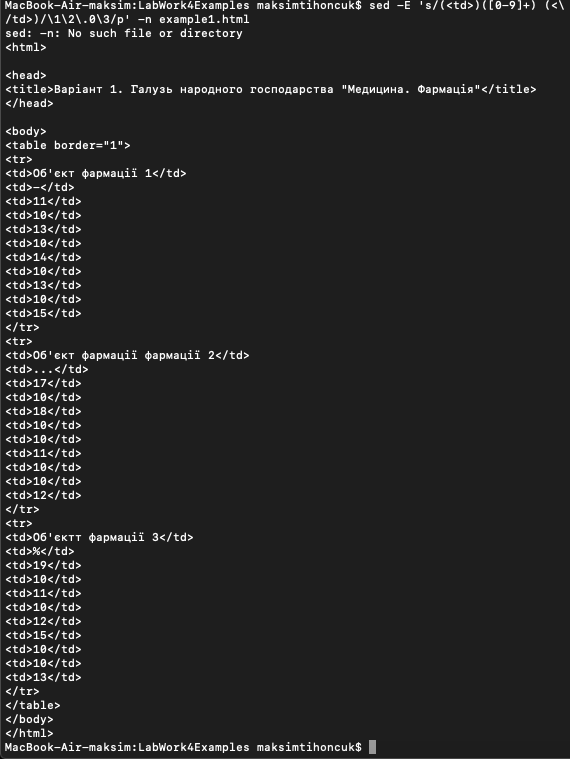 MacBook-Air-maksim:LabWork4Examples maksimtihoncuk$ sed -E 's/(<td>)([0-9]+) (<\
/td>)/\1\2\.0\3/p' -n example1.html
sed: -n: No such file or directory
<html>
<head>
<title>Варіант 1. Галузь народного господарства "Медицина. Фармація"</title>
</head>
<body>
<table border="1">
<tr>
<td>Об'єкт фармації 1</td>
<td>-</td>
<td>11</td>
<td>10</td>
<td>13</td>
<td>10</td>
<td>14</td>
<td>10</td>
<td>13</td>
<td>10</td>
<td>15</td>
</tr>
<tr>
<td>Об'єкт фармації фармації 2</td>
<td>...</td>
<td>17</td>
<td>10</td>
<td>18</td>
<td>10</td>
<td>10</td>
<td>11</td>
<td>10</td>
<td>10</td>
<td>12</td>
</tr>
<tr>
<td>Об'єктт фармації 3</td>
<td>%</td>
<td>19</td>
<td>10</td>
<td>11</td>
<td>10</td>
<td>12</td>
<td>15</td>
<td>10</td>
<td>10</td>
<td>13</td>
</tr>
</table>
</body>
</html>
MacBook-Air-maksim:LabWork4Examples maksimtihoncuk$